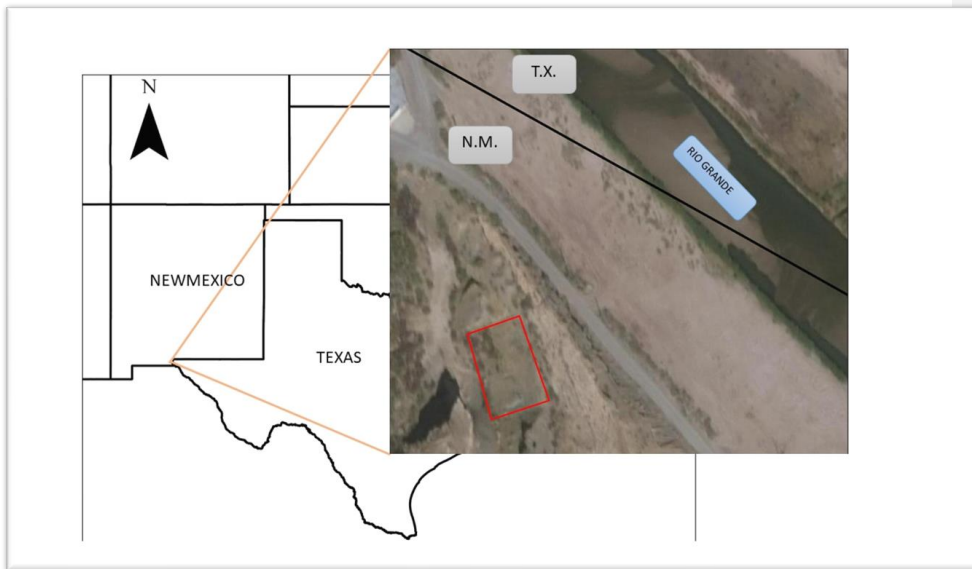 N
T.X.
N.M.
RIO GRANDE
NEWMEXICO
TEXAS